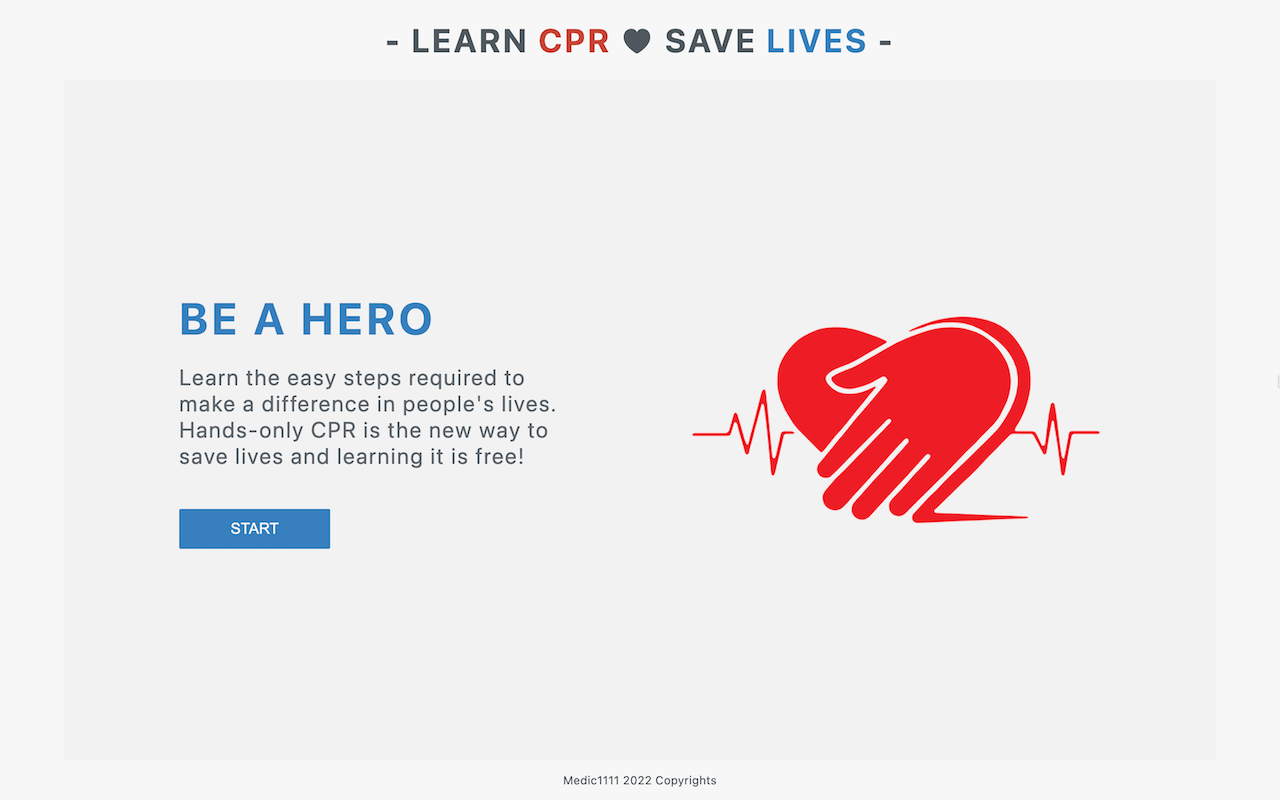 - LEARN CPR ♥ SAVE LIVES -
BE A HERO
Learn the easy steps required to
make a difference in people's lives.
Hands-only CPR is the new way to
save lives and learning it is free!
START
Medic1111 2022 Copyrights